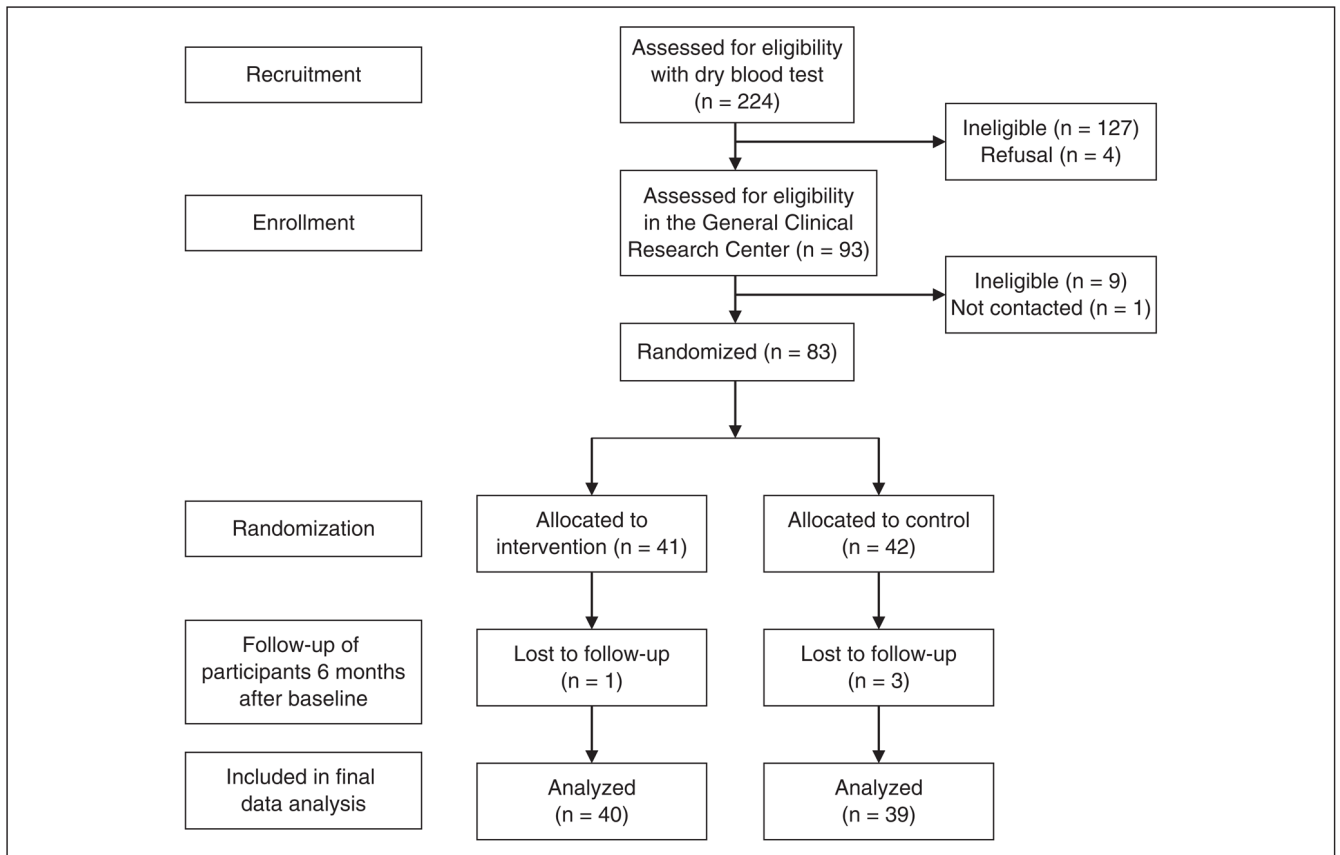 Recruitment
Assessed for eligibility
with dry blood test
(n = 224)
Ineligible (n = 127)
Refusal (n = 4)
Enrollment
Assessed for eligibility
in the General Clinical
Research Center (n = 93)
Ineligible (n = 9)
Not contacted (n = 1)
Randomized (n = 83)
Randomization
Allocated to
intervention (n = 41)
Allocated to control
(n = 42)
Follow-up of
participants 6 months
after baseline
Lost to follow-up
(n = 1)
Lost to follow-up
(n = 3)
Included in final
data analysis
Analyzed
(n = 40)
Analyzed
(n = 39)